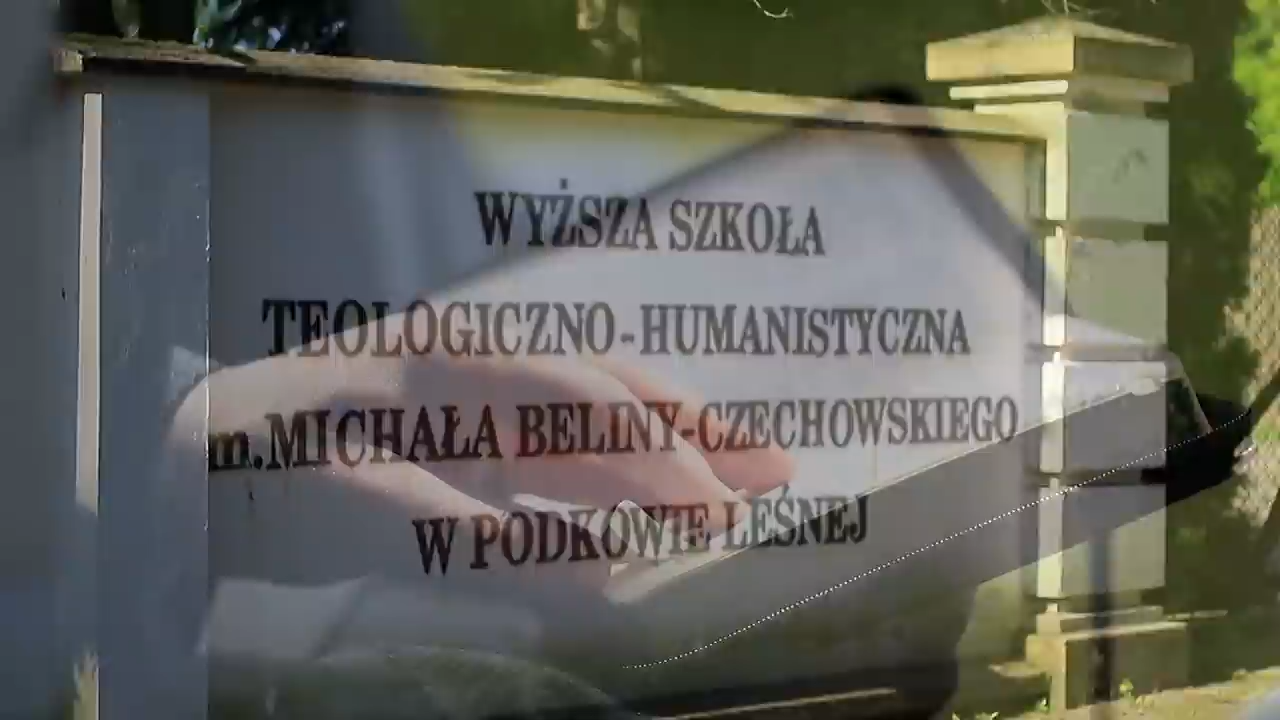 WYŻSZA SZKOŁA
TEOLOGICZNO-HUMANISTYCZNA
m.MICHAŁA BELINY-CZECHOWSKIEGO
W PODKOWIE LEŚNEJ